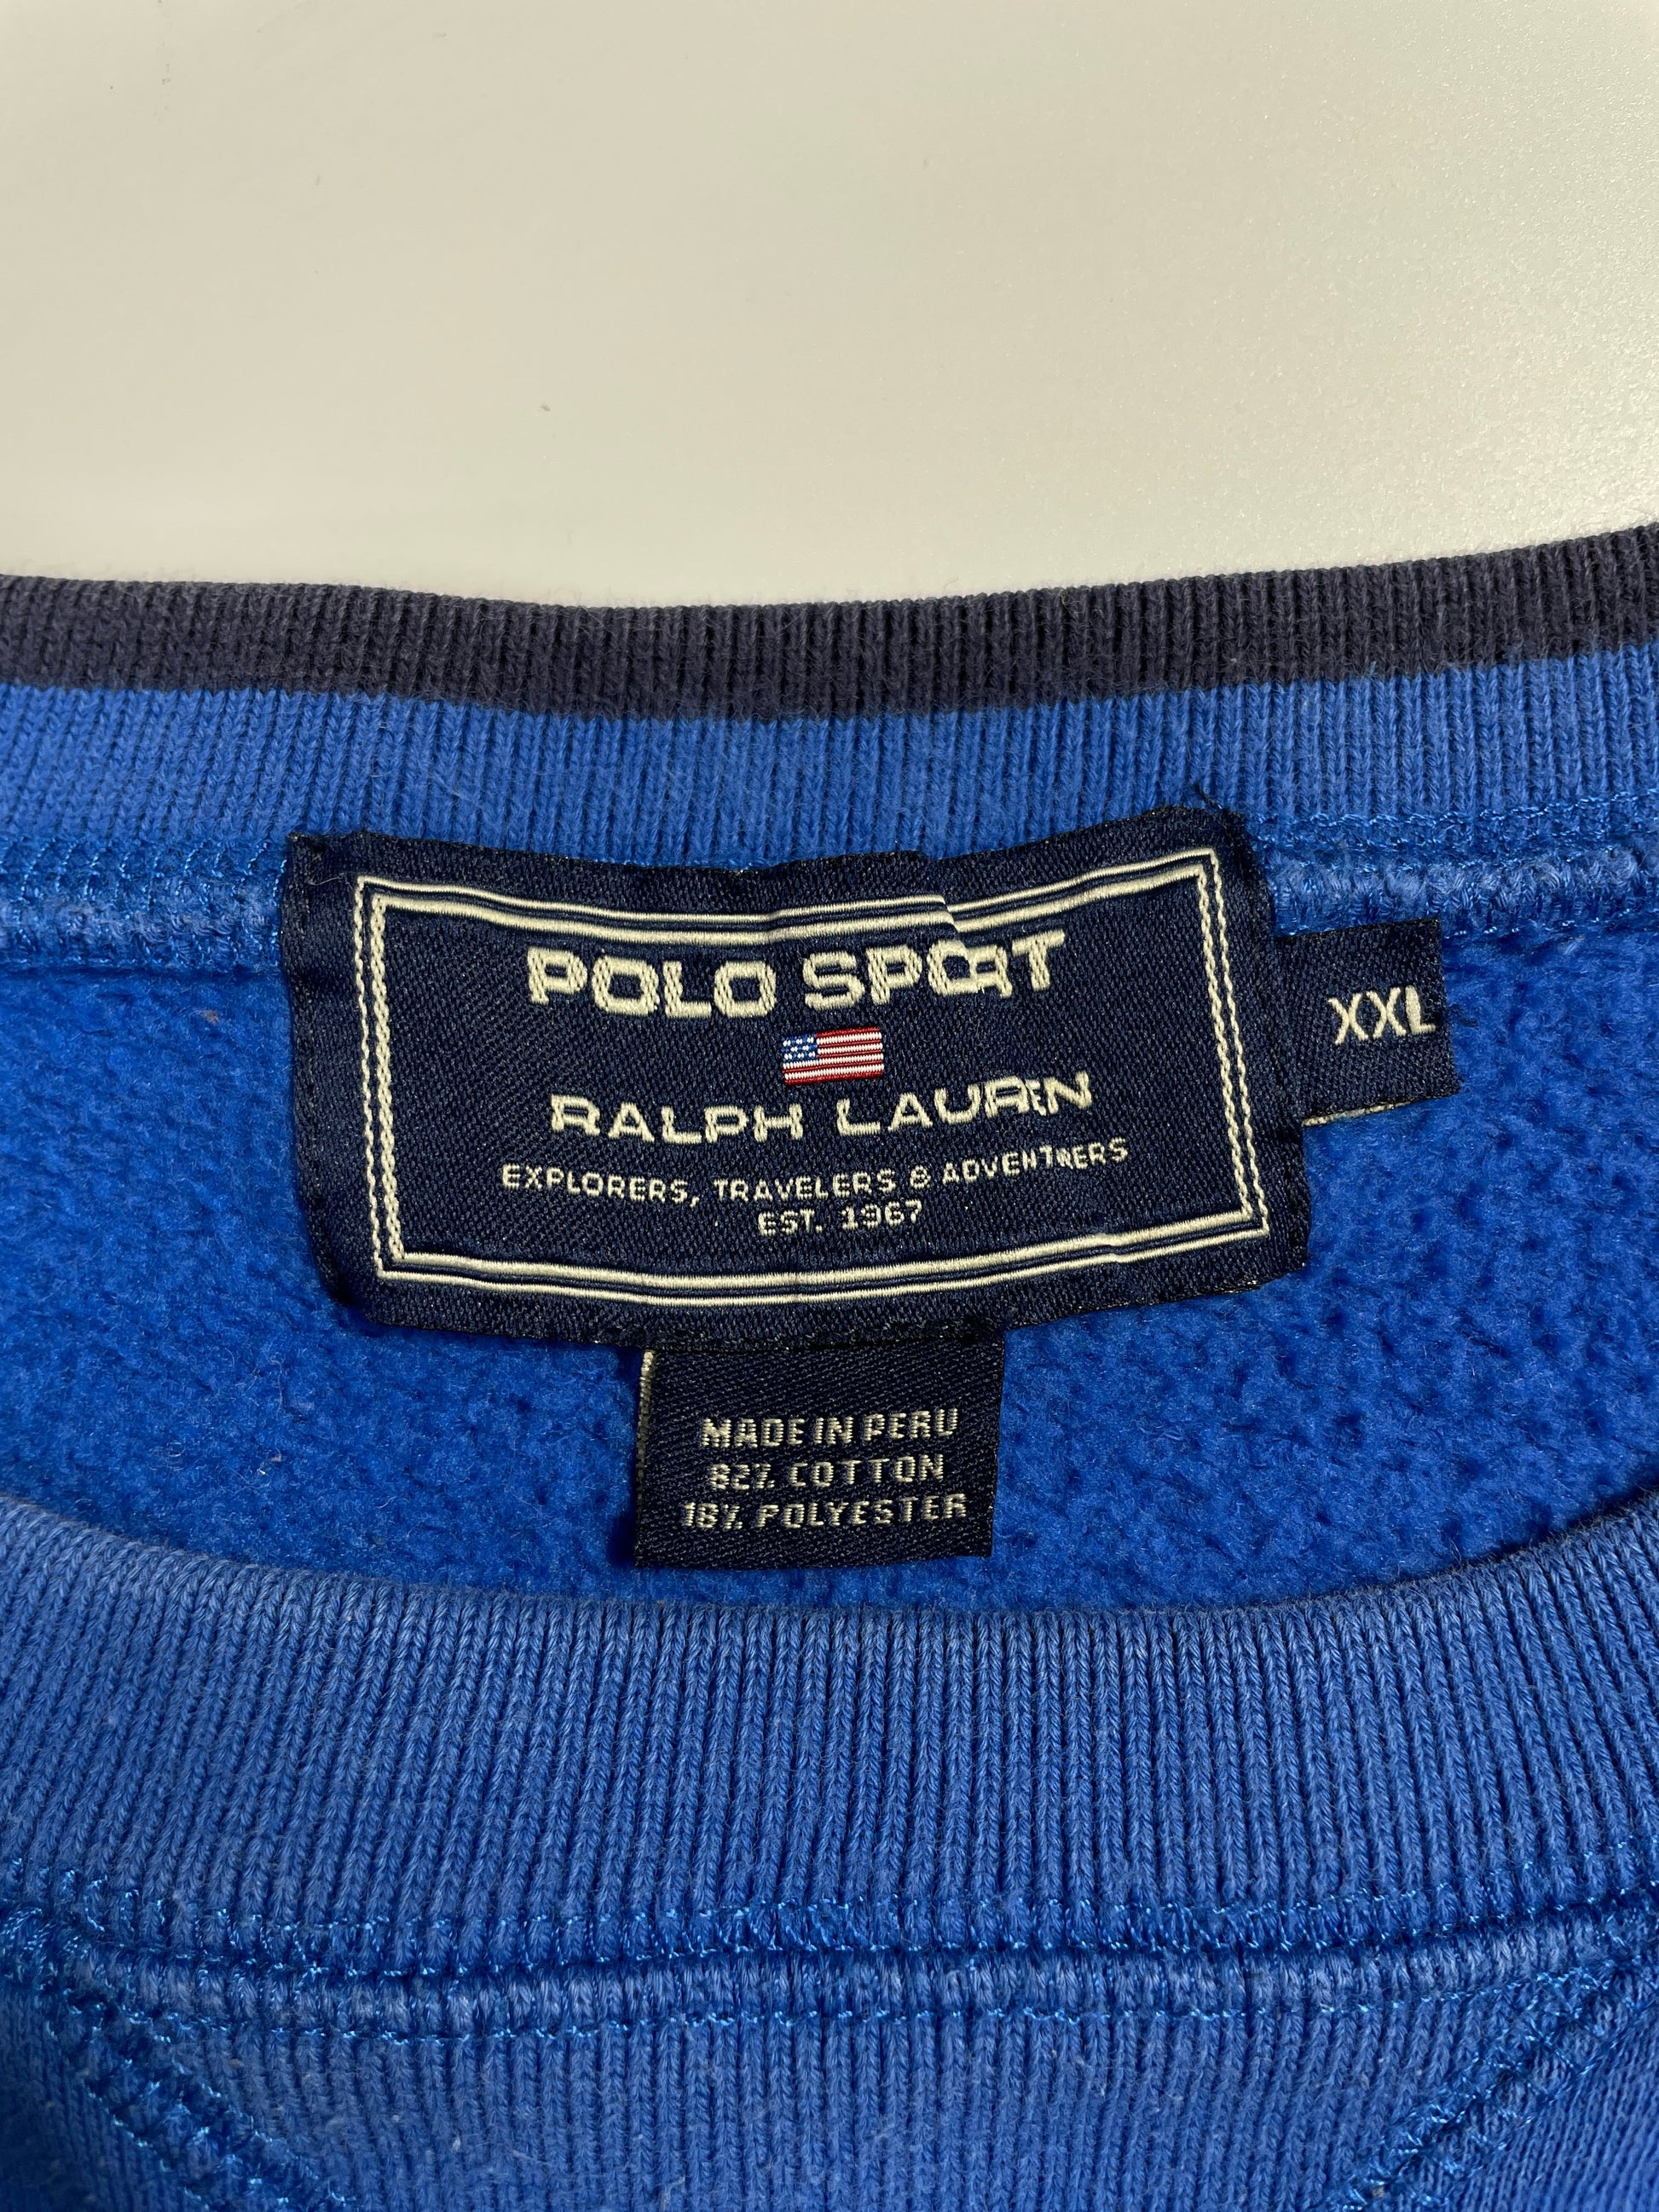 POLO SPORT
RALPH LAUREN
EXPLORERS, TRAVELERS & ADVENTURERS
EST. 1967
XXL
MADE IN PERU
82% COTTON
18% POLYESTER